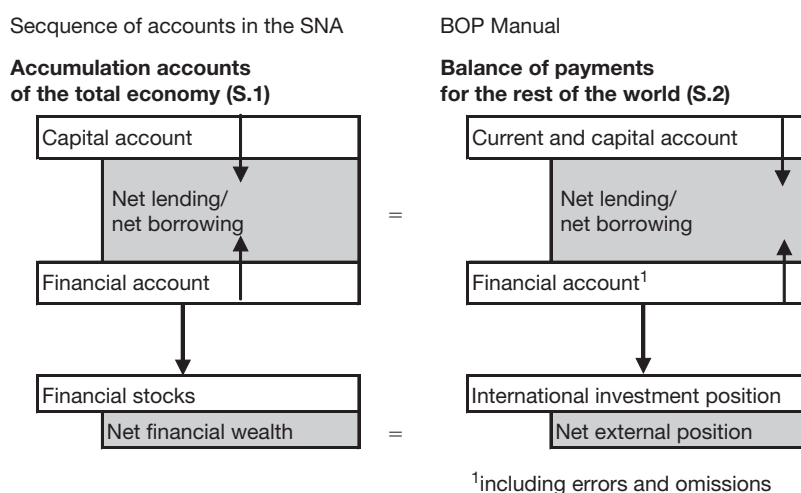 Secquence of accounts in the SNA
Accumulation accounts
of the total economy (S.1)
Capital account
Net lending/
net borrowing
Financial account
Financial stocks
Net financial wealth
=
=
BOP Manual
Balance of payments
for the rest of the world (S.2)
Current and capital account
Net lending/
net borrowing
Financial account¹
International investment position
Net external position
¹including errors and omissions